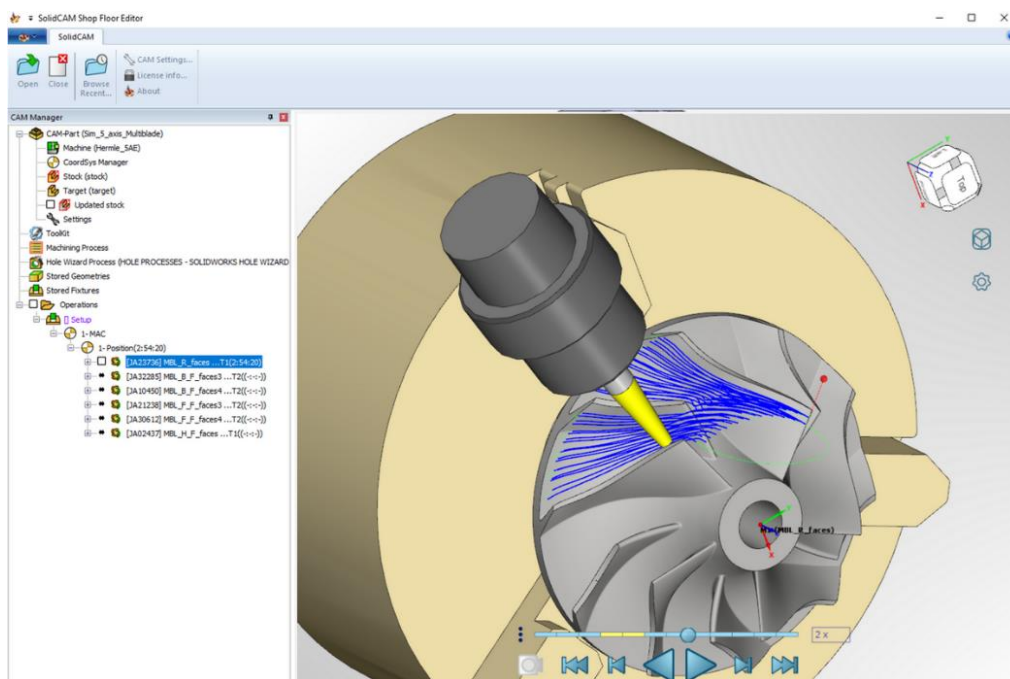 SolidCAM Shop Floor Editor
SolidCAM
Open
Close
Browse Recent...
CAM Settings...
License info...
About
CAM Manager
CAM-Part (Sim_5_axis_Multiblade)
Machine (Hermle_5AE)
CoordSys Manager
Stock (stock)
Target (target)
Updated stock
Settings
ToolKit
Machining Process
Hole Wizard Process (HOLE PROCESSES - SOLIDWORKS HOLE WIZARD
Stored Geometries
Stored Fixtures
Operations
[] Setup
1-MAC
1-Position(2:54:20)
[JA23736] MBL_R_faces ...T1(2:54:20)
[JA32285] MBL_B_F_faces3 ...T2((-:-:-))
[JA10450] MBL_B_F_faces4 ...T2((-:-:-))
[JA21238] MBL_F_F_faces3 ...T2((-:-:-))
[JA30612] MBL_F_F_faces4 ...T2((-:-:-))
[JA02437] MBL_H_F_faces ...T1((-:-:-))
Top
X
(MBL_R_faces)
X
2 x